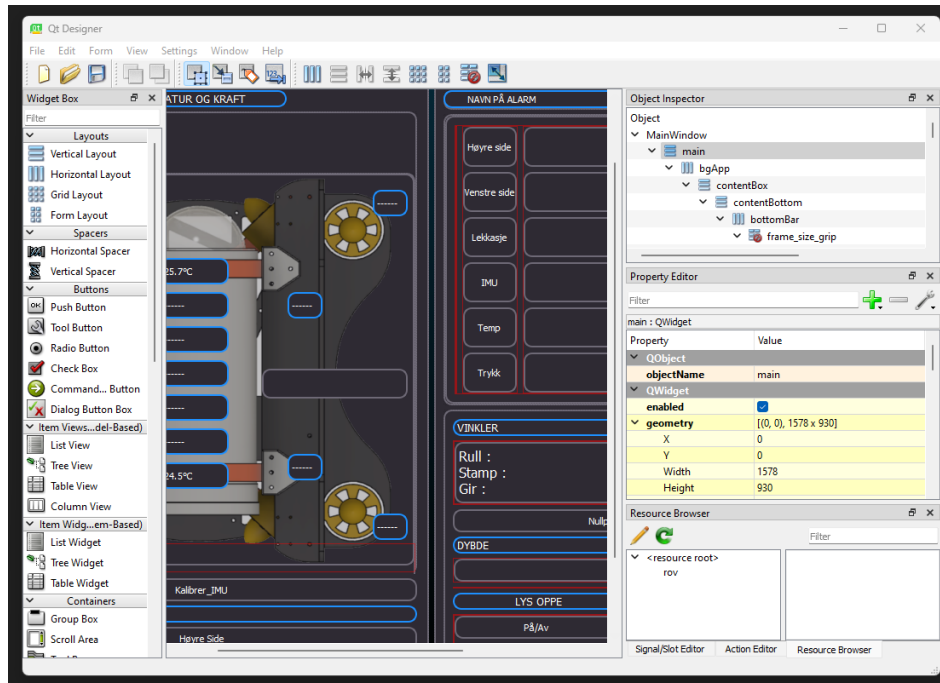 Qt Designer
File Edit Form View Settings Window Help
Widget Box
Filter
Layouts
Vertical Layout
Horizontal Layout
Grid Layout
Form Layout
Spacers
Horizontal Spacer
Vertical Spacer
Buttons
OK
Push Button
Tool Button
Radio Button
Check Box
Command... Button
Dialog Button Box
Item Views...del-Based)
List View
Tree View
Table View
Column View
Item Widg...em-Based)
List Widget
Tree Widget
Table Widget
Containers
Group Box
Scroll Area
ATUR OG KRAFT
------
25.7°C
------
------
------
------
------
------
------
24.5°C
------
Kalibrer_IMU
Høyre Side
NAVN PÅ ALARM
Høyre side
Venstre side
Lekkasje
IMU
Temp
Trykk
VINKLER
Rull :
Stamp :
Gir :
Nullp
DYBDE
LYS OPPE
På/Av
Object Inspector
Object
MainWindow
main
bgApp
contentBox
contentBottom
bottomBar
frame_size_grip
Property Editor
Filter
main : QWidget
Property Value
QObject
objectName main
QWidget
enabled
geometry [(0, 0), 1578 x 930]
X 0
Y 0
Width 1578
Height 930
Resource Browser
Filter
<resource root>
rov
Signal/Slot Editor Action Editor Resource Browser